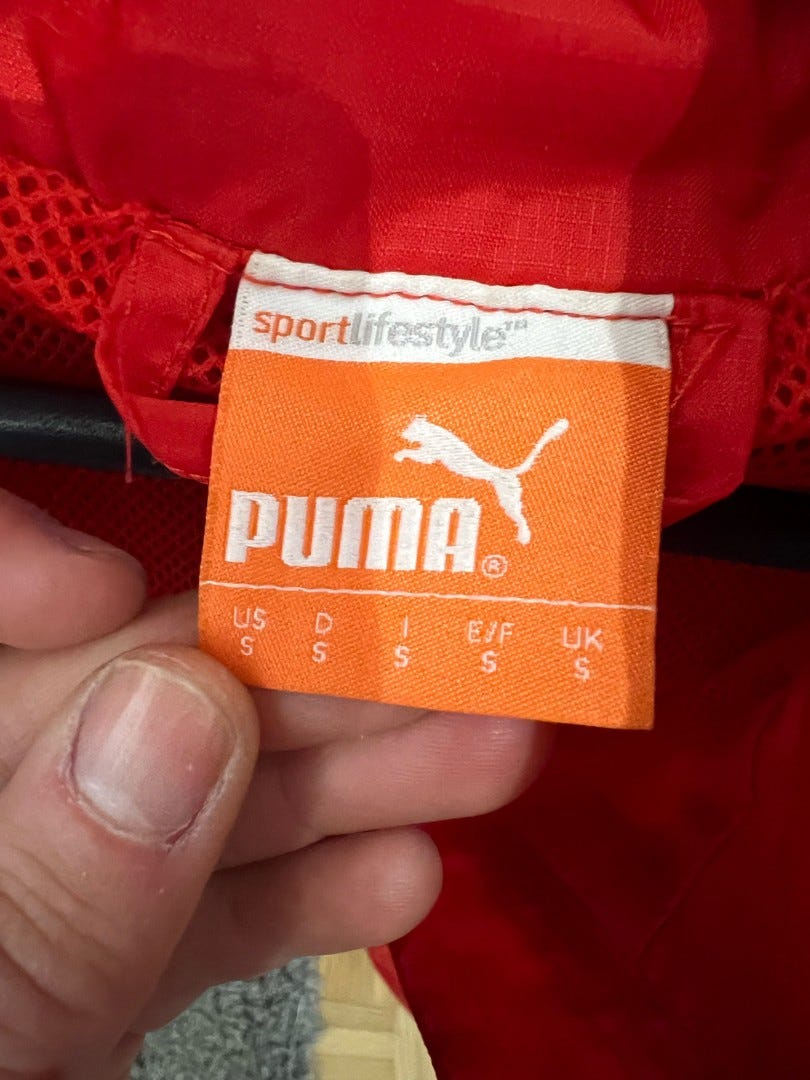 sportlifestyle™
PUMA®
US D I E/F UK
S S S S S